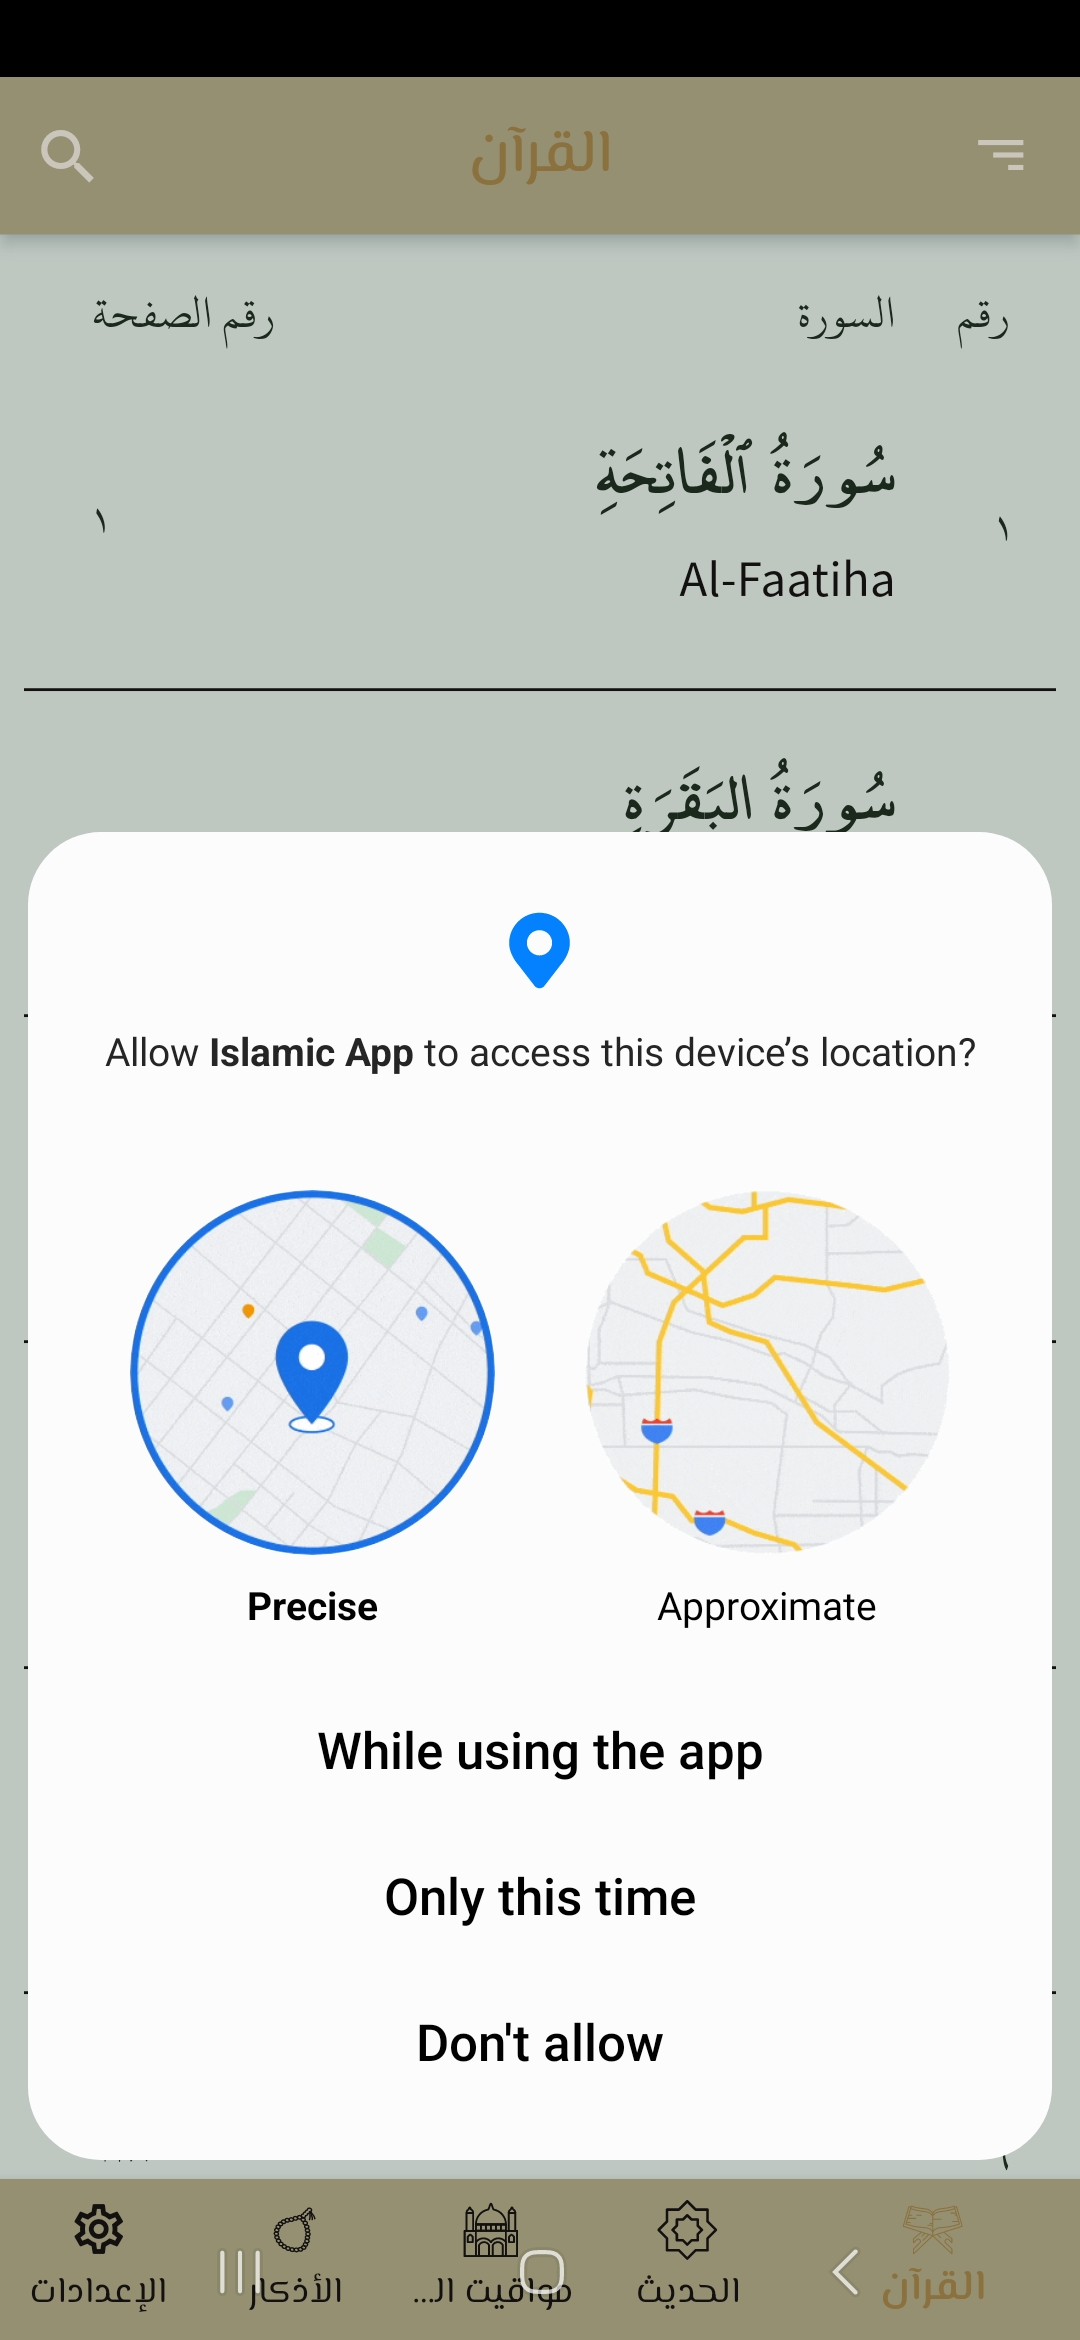 القرآن
رقم السورة رقم الصفحة
سُورَةُ ٱلْفَاتِحَةِ
١ ١
Al-Faatiha
سُورَةُ البَقَرَةِ
Allow Islamic App to access this device’s location?
Precise Approximate
While using the app
Only this time
Don't allow
القرآن الحديث مواقيت الـ... الأذكار الإعدادات